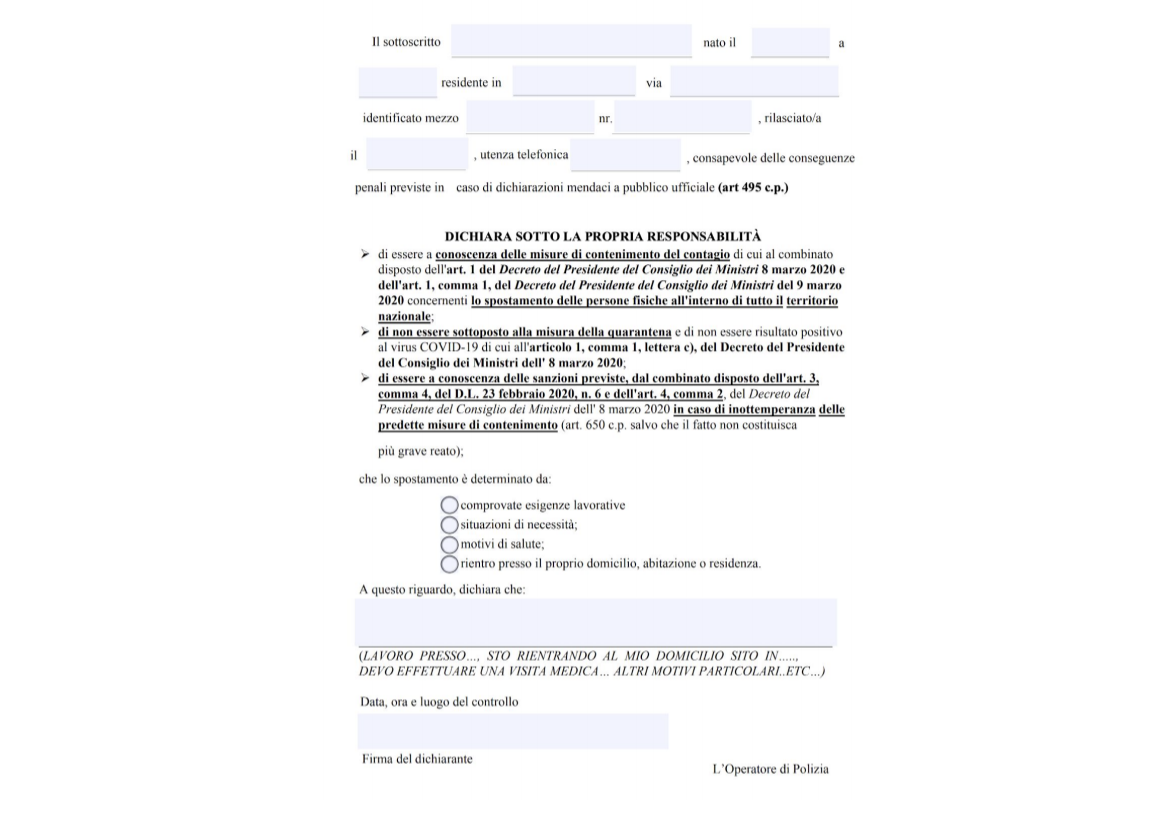 Il sottoscritto nato il a
residente in via
identificato mezzo nr. , rilasciato/a
il , utenza telefonica , consapevole delle conseguenze
penali previste in caso di dichiarazioni mendaci a pubblico ufficiale (art 495 c.p.)
DICHIARA SOTTO LA PROPRIA RESPONSABILITÀ
➢ di essere a conoscenza delle misure di contenimento del contagio di cui al combinato
disposto dell'art. 1 del Decreto del Presidente del Consiglio dei Ministri 8 marzo 2020 e
dell'art. 1, comma 1, del Decreto del Presidente del Consiglio dei Ministri del 9 marzo
2020 concernenti lo spostamento delle persone fisiche all'interno di tutto il territorio
nazionale;
➢ di non essere sottoposto alla misura della quarantena e di non essere risultato positivo
al virus COVID-19 di cui all'articolo 1, comma 1, lettera c), del Decreto del Presidente
del Consiglio dei Ministri dell' 8 marzo 2020;
➢ di essere a conoscenza delle sanzioni previste, dal combinato disposto dell'art. 3,
comma 4, del D.L. 23 febbraio 2020, n. 6 e dell'art. 4, comma 2, del Decreto del
Presidente del Consiglio dei Ministri dell' 8 marzo 2020 in caso di inottemperanza delle
predette misure di contenimento (art. 650 c.p. salvo che il fatto non costituisca
più grave reato);
che lo spostamento è determinato da:
comprovate esigenze lavorative
situazioni di necessità;
motivi di salute;
rientro presso il proprio domicilio, abitazione o residenza.
A questo riguardo, dichiara che:
(LAVORO PRESSO..., STO RIENTRANDO AL MIO DOMICILIO SITO IN.....,
DEVO EFFETTUARE UNA VISITA MEDICA... ALTRI MOTIVI PARTICOLARI..ETC...)
Data, ora e luogo del controllo
Firma del dichiarante
L'Operatore di Polizia